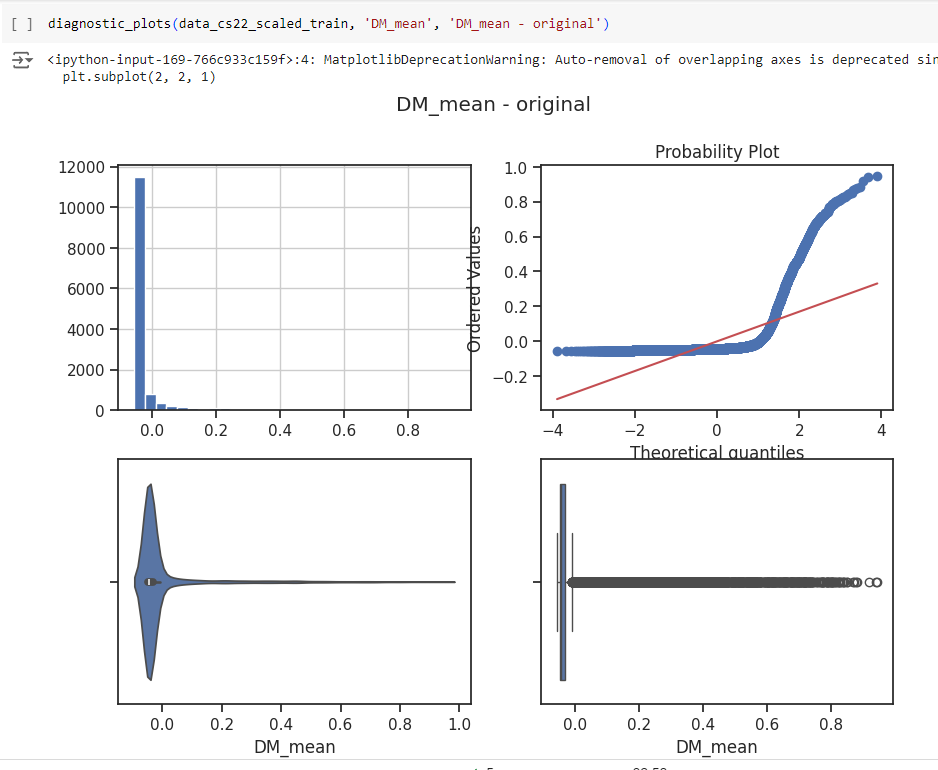 [ ] diagnostic_plots(data_cs22_scaled_train, 'DM_mean', 'DM_mean - original')
<ipython-input-169-766c933c159f>:4: MatplotlibDeprecationWarning: Auto-removal of overlapping axes is deprecated sin
plt.subplot(2, 2, 1)
DM_mean - original
12000
10000
8000
6000
4000
2000
0
0.0 0.2 0.4 0.6 0.8
Probability Plot
Ordered Values
1.0
0.8
0.6
0.4
0.2
0.0
−0.2
−4 −2 0 2 4
Theoretical quantiles
0.0 0.2 0.4 0.6 0.8 1.0
DM_mean
0.0 0.2 0.4 0.6 0.8
DM_mean